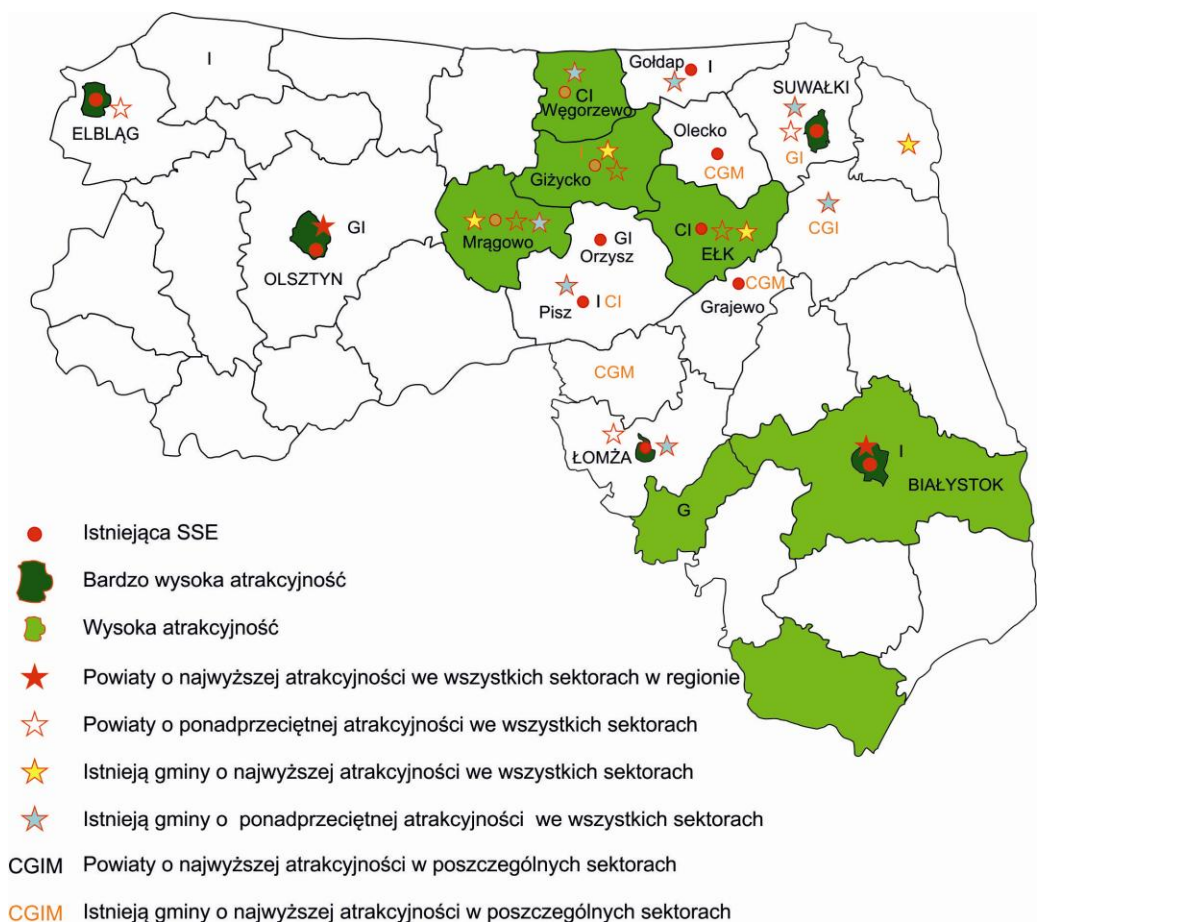 I
Gołdap I
SUWAŁKI
CI
Węgorzewo
ELBLĄG
Olecko
CGM
GI
I
Giżycko
CGI
GI
Mrągowo
GI
Orzysz
CI
EŁK
OLSZTYN
CGM
Grajewo
Pisz I CI
CGM
ŁOMŻA
I
BIAŁYSTOK
G
Istniejąca SSE
Bardzo wysoka atrakcyjność
Wysoka atrakcyjność
Powiaty o najwyższej atrakcyjności we wszystkich sektorach w regionie
Powiaty o ponadprzeciętnej atrakcyjności we wszystkich sektorach
Istnieją gminy o najwyższej atrakcyjności we wszystkich sektorach
Istnieją gminy o ponadprzeciętnej atrakcyjności we wszystkich sektorach
CGIM Powiaty o najwyższej atrakcyjności w poszczególnych sektorach
CGIM Istnieją gminy o najwyższej atrakcyjności w poszczególnych sektorach